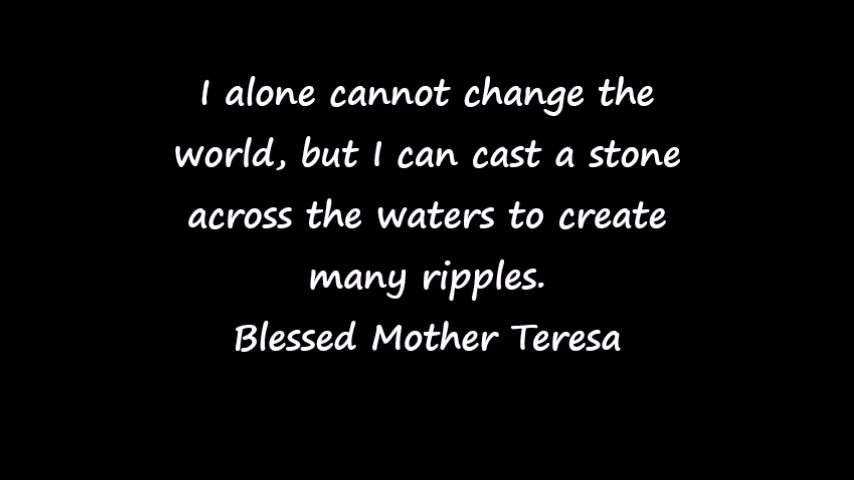 I alone cannot change the
world, but I can cast a stone
across the waters to create
many ripples.
Blessed Mother Teresa